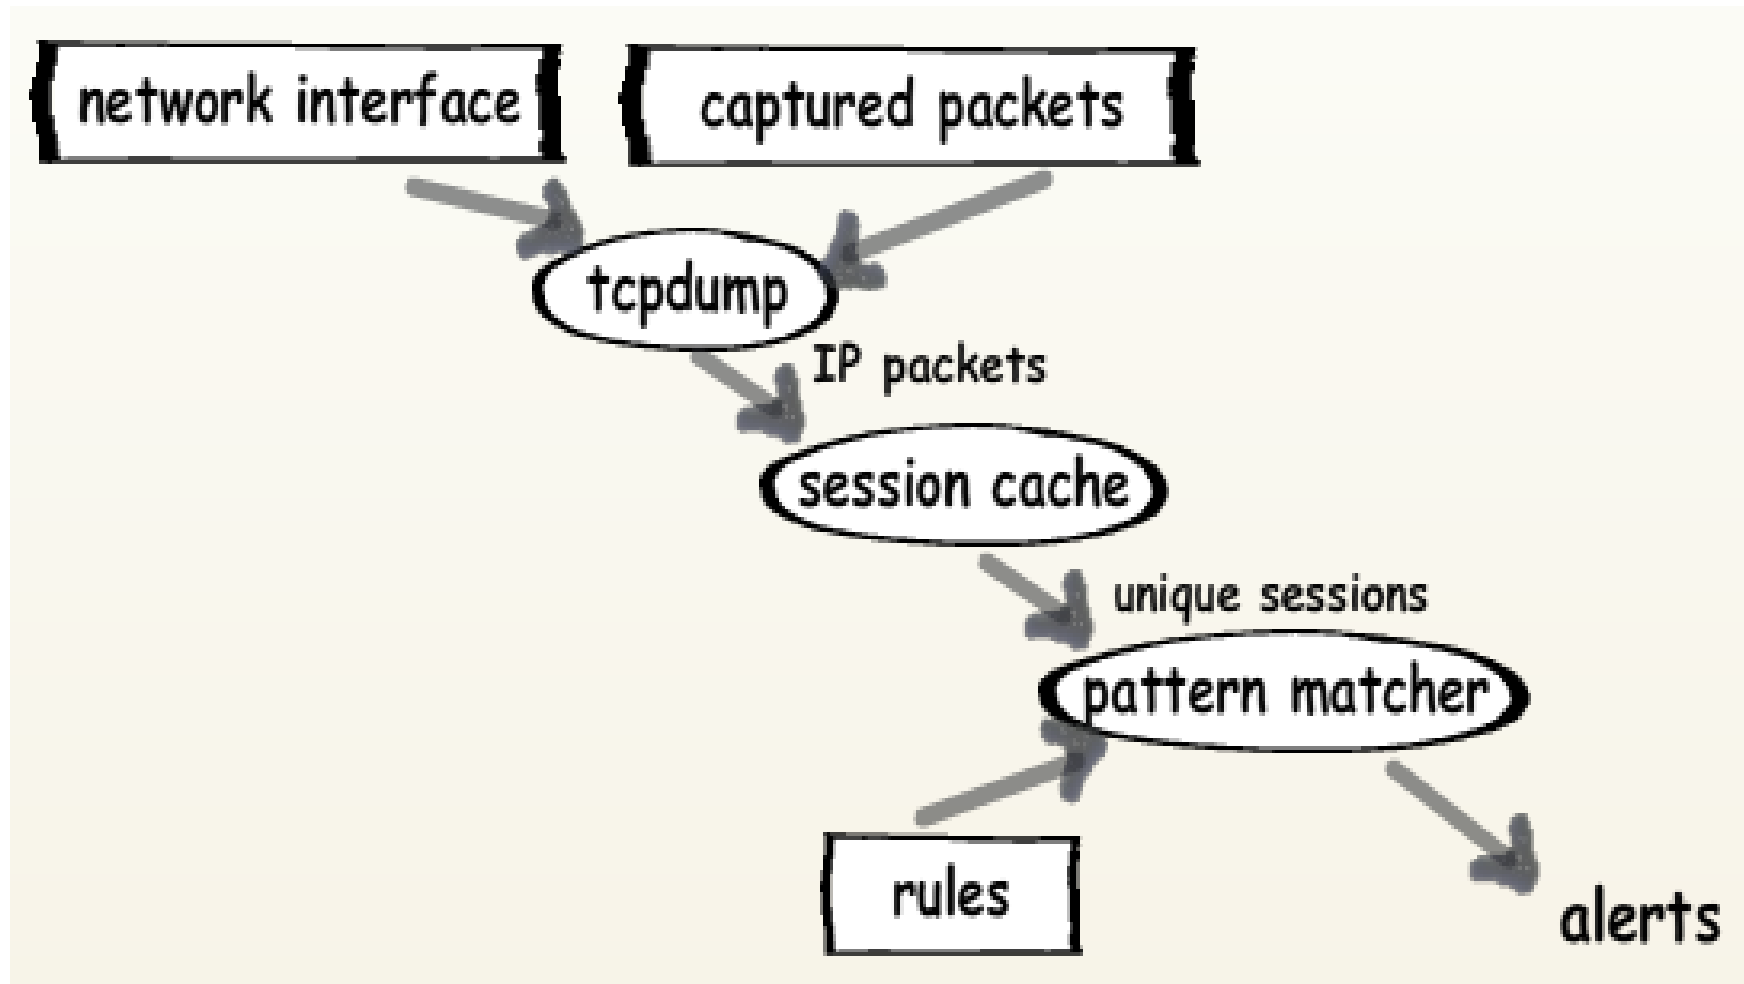 network interface
captured packets
tcpdump
IP packets
session cache
unique sessions
pattern matcher
rules
alerts